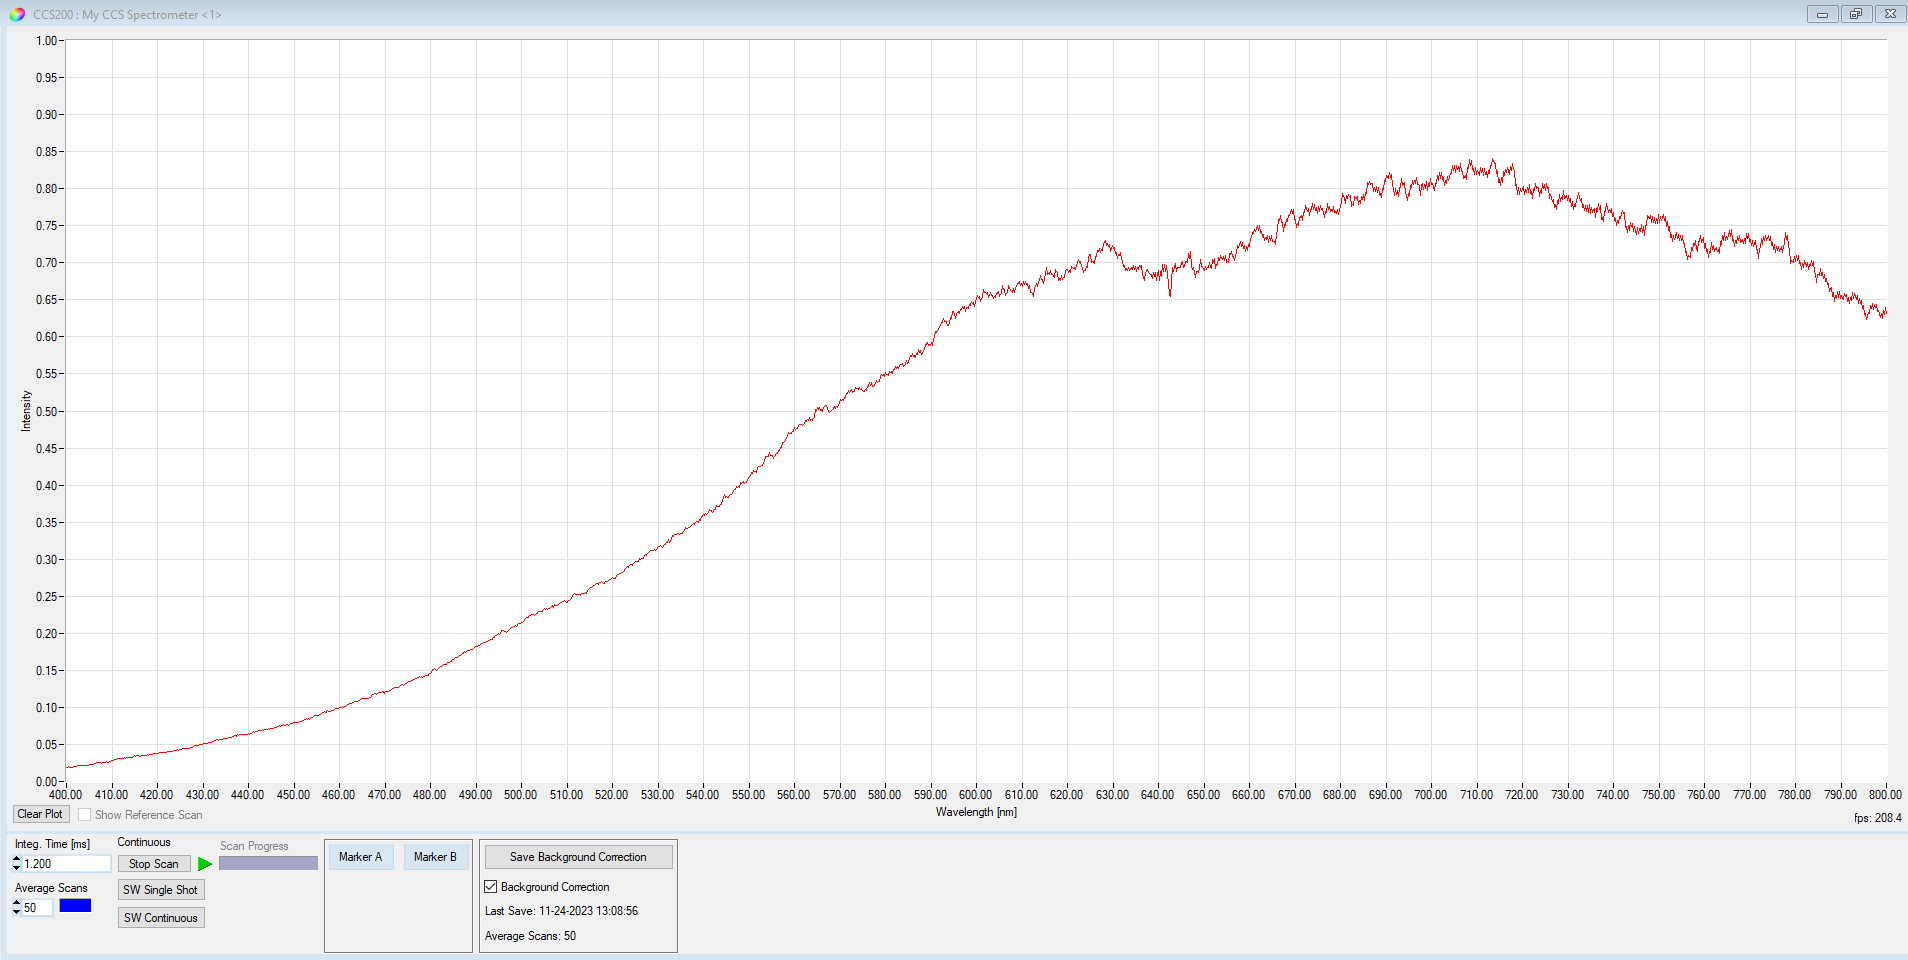 CCS200 : My CCS Spectrometer <1>
1.00
0.95
0.90
0.85
0.80
0.75
0.70
0.65
0.60
0.55
0.50
0.45
0.40
0.35
0.30
0.25
0.20
0.15
0.10
0.05
0.00
Intensity
400.00 410.00 420.00 430.00 440.00 450.00 460.00 470.00 480.00 490.00 500.00 510.00 520.00 530.00 540.00 550.00 560.00 570.00 580.00 590.00 600.00 610.00 620.00 630.00 640.00 650.00 660.00 670.00 680.00 690.00 700.00 710.00 720.00 730.00 740.00 750.00 760.00 770.00 780.00 790.00 800.00
Wavelength [nm]
Clear Plot Show Reference Scan
fps: 208.4
Integ. Time [ms]
1.200
Average Scans
50
Continuous
Stop Scan
SW Single Shot
SW Continuous
Scan Progress
Marker A Marker B
Save Background Correction
Background Correction
Last Save: 11-24-2023 13:08:56
Average Scans: 50